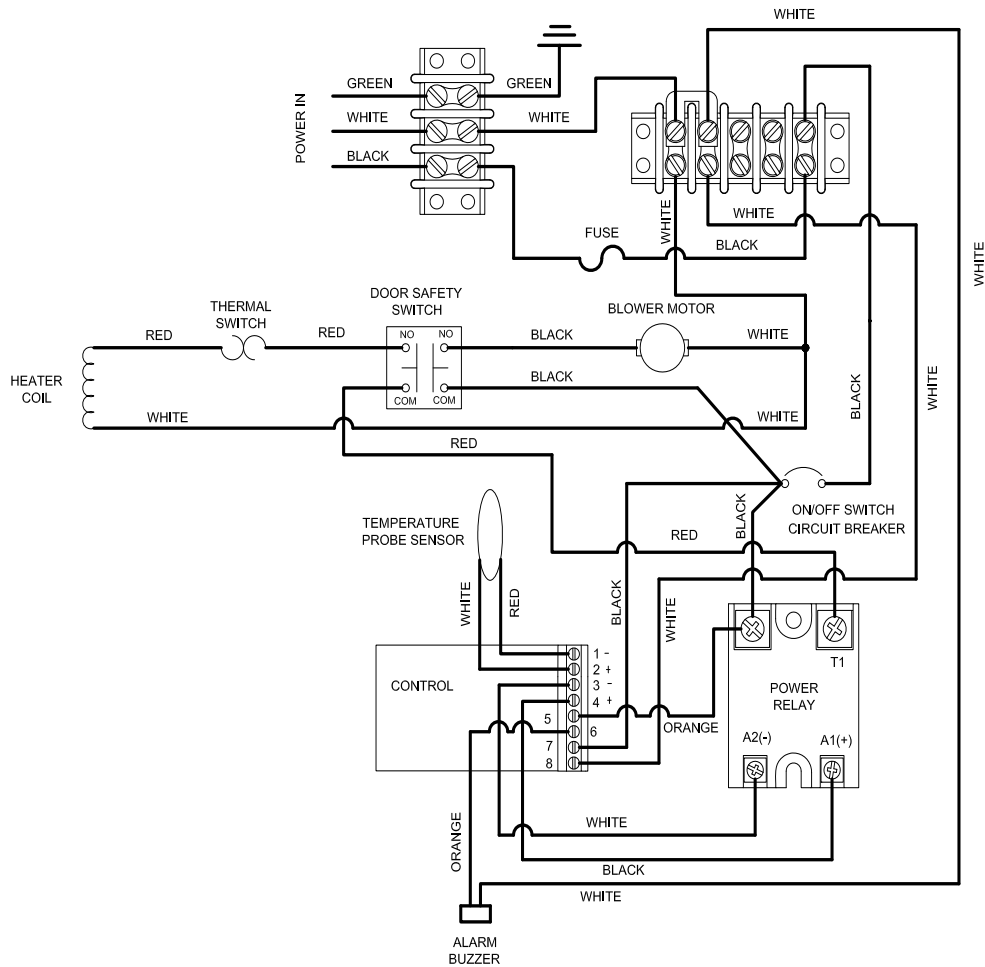 WHITE
GREEN
GREEN
POWER IN
WHITE
WHITE
BLACK
WHITE
WHITE
FUSE
BLACK
WHITE
DOOR SAFETY
SWITCH
THERMAL
SWITCH
BLOWER MOTOR
RED
RED
NO
NO
BLACK
WHITE
HEATER
COIL
COM
COM
BLACK
WHITE
BLACK
WHITE
WHITE
RED
ON/OFF SWITCH
CIRCUIT BREAKER
BLACK
TEMPERATURE
PROBE SENSOR
RED
WHITE
RED
BLACK
WHITE
1 -
2 +
3 -
4 +
5
6
7
8
CONTROL
T1
POWER
RELAY
ORANGE
A2(-)
A1(+)
WHITE
ORANGE
BLACK
WHITE
ALARM
BUZZER